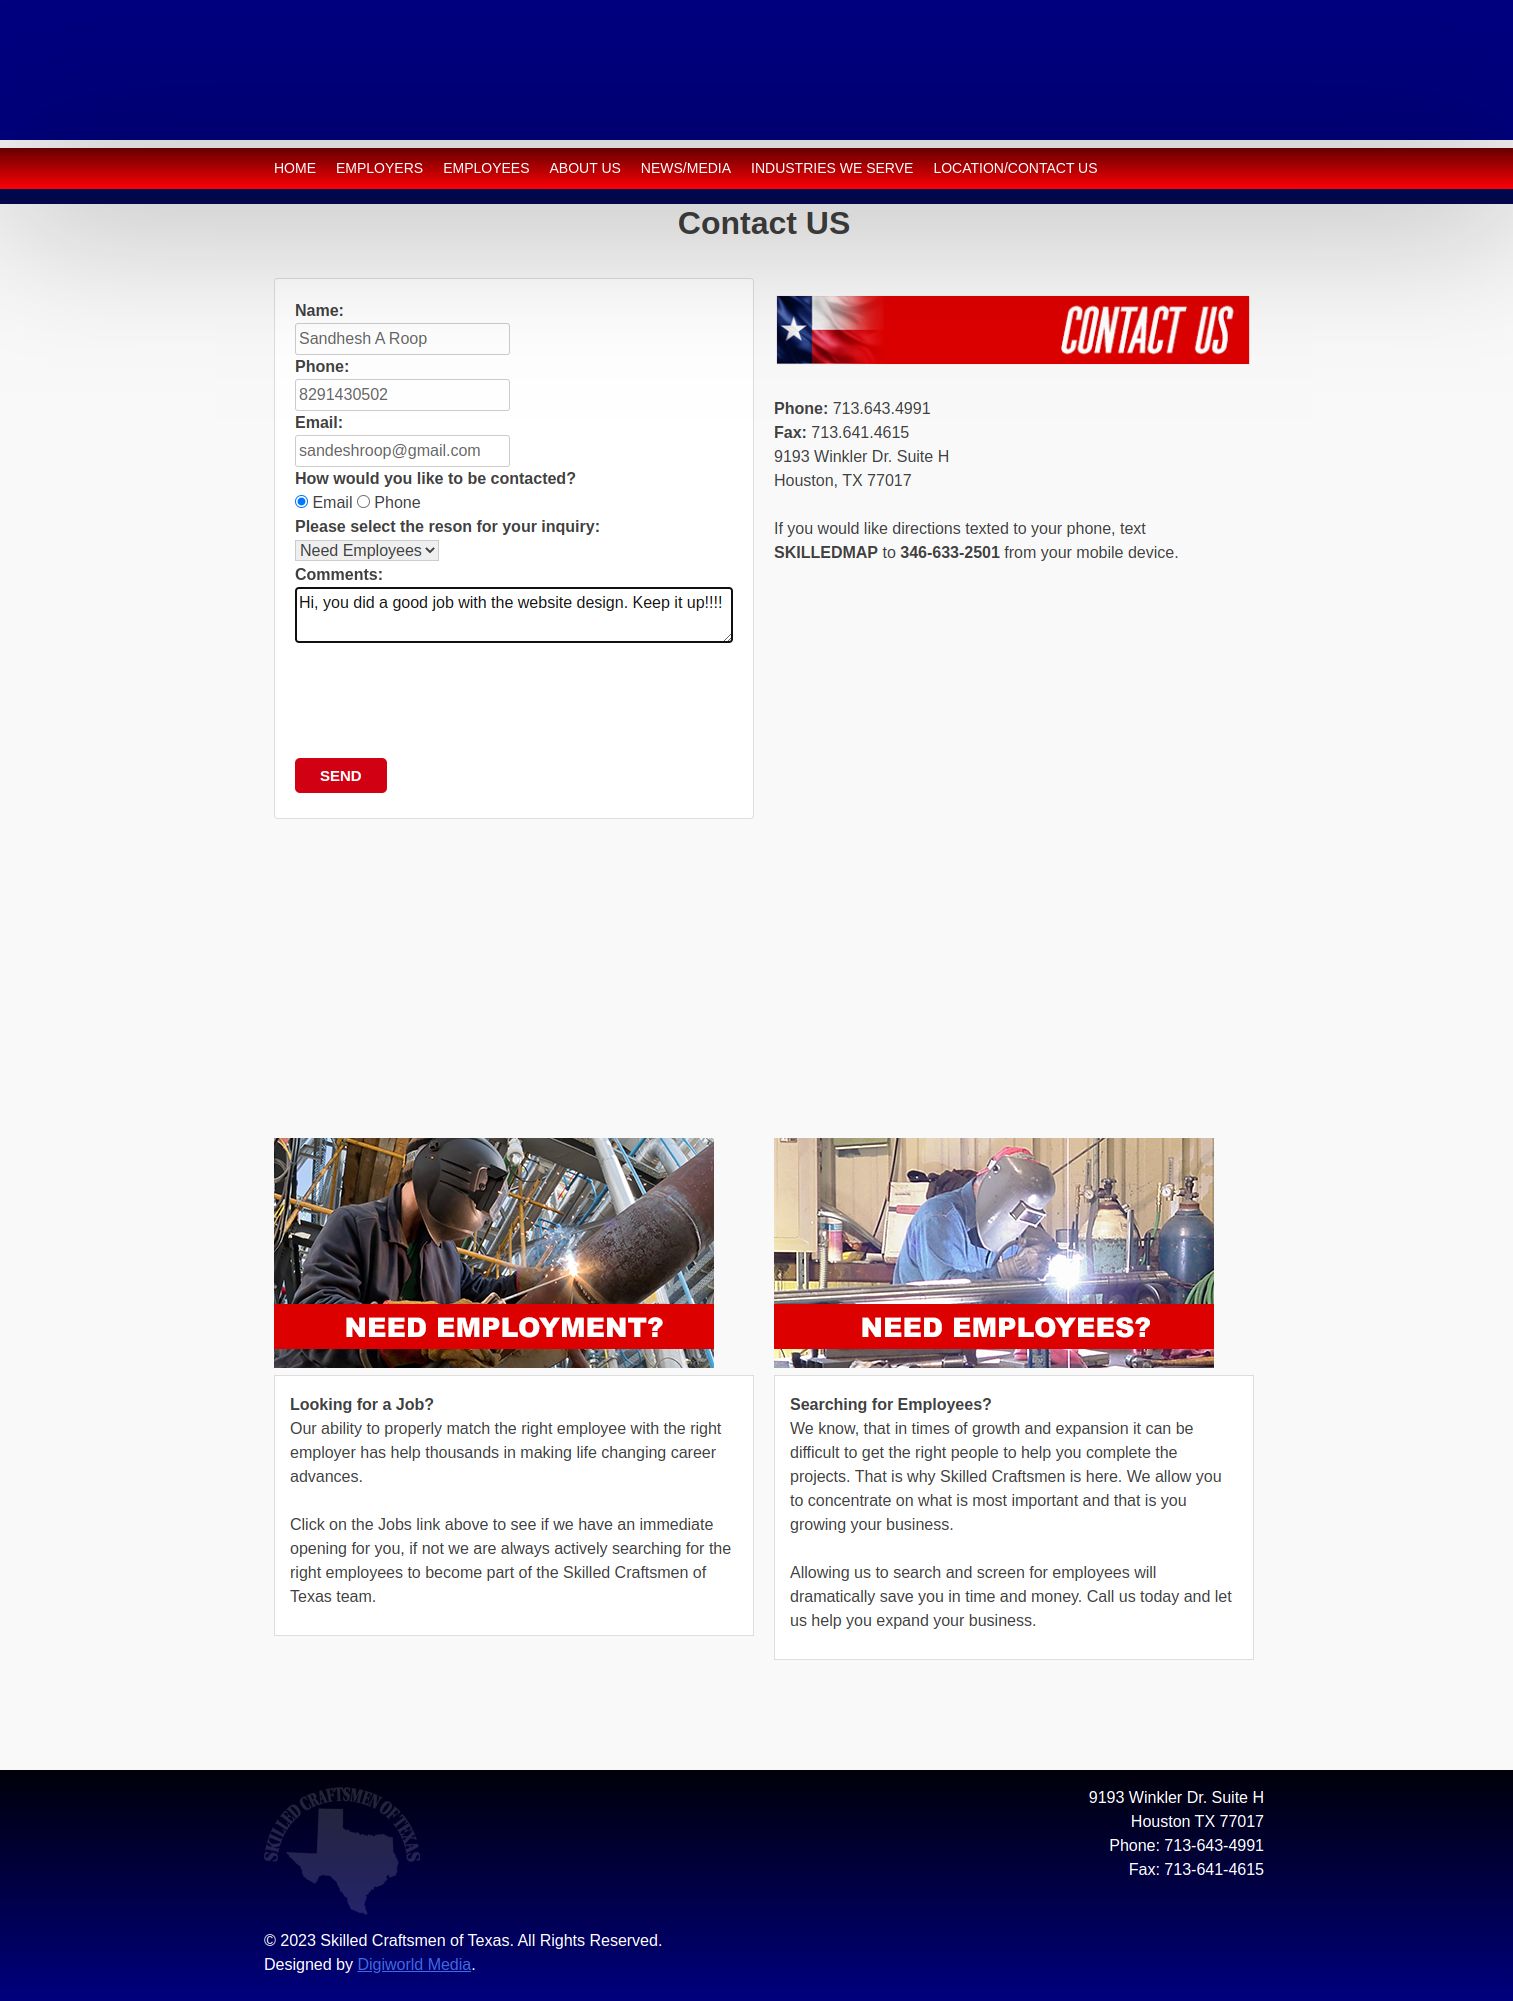 HOME EMPLOYERS EMPLOYEES ABOUT US NEWS/MEDIA INDUSTRIES WE SERVE LOCATION/CONTACT US
Contact US
Name:
Sandhesh A Roop
Phone:
8291430502
Email:
sandeshroop@gmail.com
How would you like to be contacted?
Email Phone
Please select the reson for your inquiry:
Need Employees
Comments:
Hi, you did a good job with the website design. Keep it up!!!!
SEND
CONTACT US
Phone: 713.643.4991
Fax: 713.641.4615
9193 Winkler Dr. Suite H
Houston, TX 77017
If you would like directions texted to your phone, text
SKILLEDMAP to 346-633-2501 from your mobile device.
NEED EMPLOYMENT?
Looking for a Job?
Our ability to properly match the right employee with the right
employer has help thousands in making life changing career
advances.
Click on the Jobs link above to see if we have an immediate
opening for you, if not we are always actively searching for the
right employees to become part of the Skilled Craftsmen of
Texas team.
NEED EMPLOYEES?
Searching for Employees?
We know, that in times of growth and expansion it can be
difficult to get the right people to help you complete the
projects. That is why Skilled Craftsmen is here. We allow you
to concentrate on what is most important and that is you
growing your business.
Allowing us to search and screen for employees will
dramatically save you in time and money. Call us today and let
us help you expand your business.
SKILLED CRAFTSMEN OF TEXAS
9193 Winkler Dr. Suite H
Houston TX 77017
Phone: 713-643-4991
Fax: 713-641-4615
© 2023 Skilled Craftsmen of Texas. All Rights Reserved.
Designed by Digiworld Media.